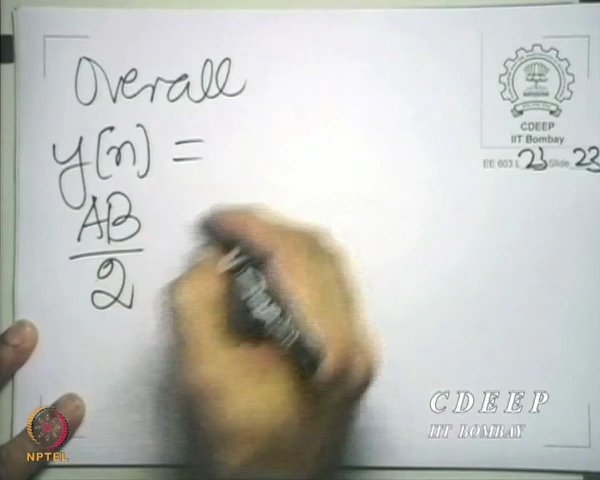 Overall
y[n] =
AB
2
CDEEP
IIT Bombay
EE 603 L 23 Slide 23
CDEEP
IIT BOMBAY
NPTEL